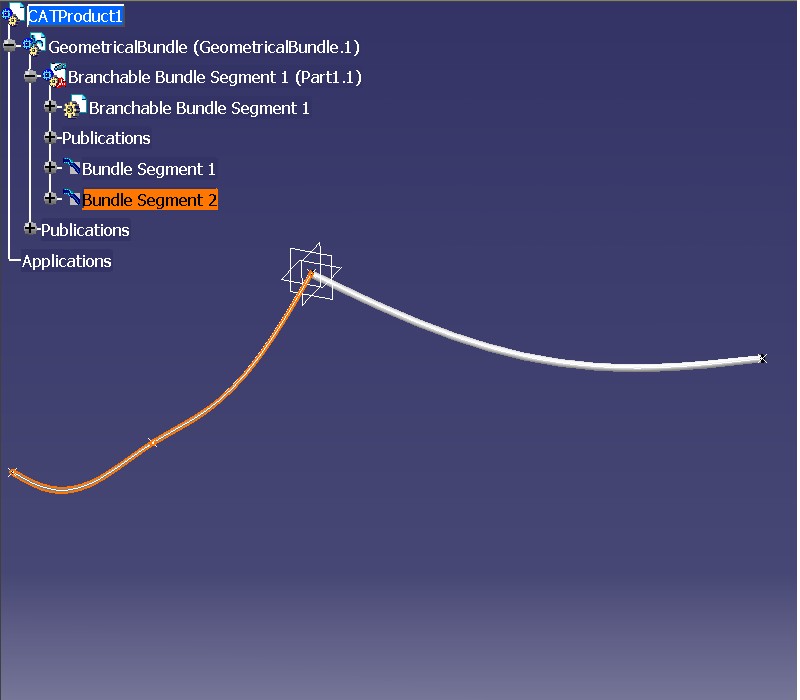 CATProduct1
GeometricalBundle (GeometricalBundle.1)
Branchable Bundle Segment 1 (Part1.1)
Branchable Bundle Segment 1
Publications
Bundle Segment 1
Bundle Segment 2
Publications
Applications